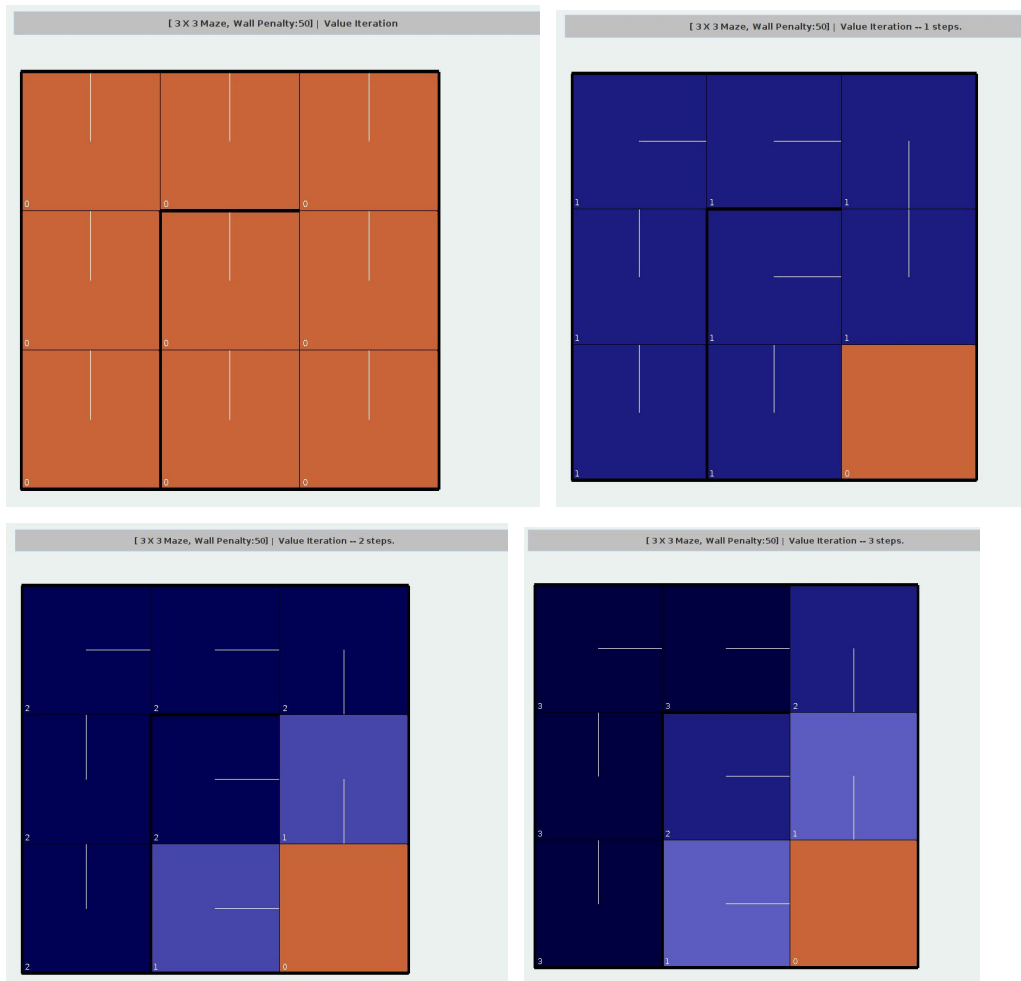 [ 3 X 3 Maze, Wall Penalty:50] | Value Iteration
0 0 0
0 0 0
0 0 0
[ 3 X 3 Maze, Wall Penalty:50] | Value Iteration -- 1 steps.
1 1 1
1 1 1
1 1 0
[ 3 X 3 Maze, Wall Penalty:50] | Value Iteration -- 2 steps.
2 2 2
2 2 1
2 1 0
[ 3 X 3 Maze, Wall Penalty:50] | Value Iteration -- 3 steps.
3 3 2
3 2 1
3 1 0